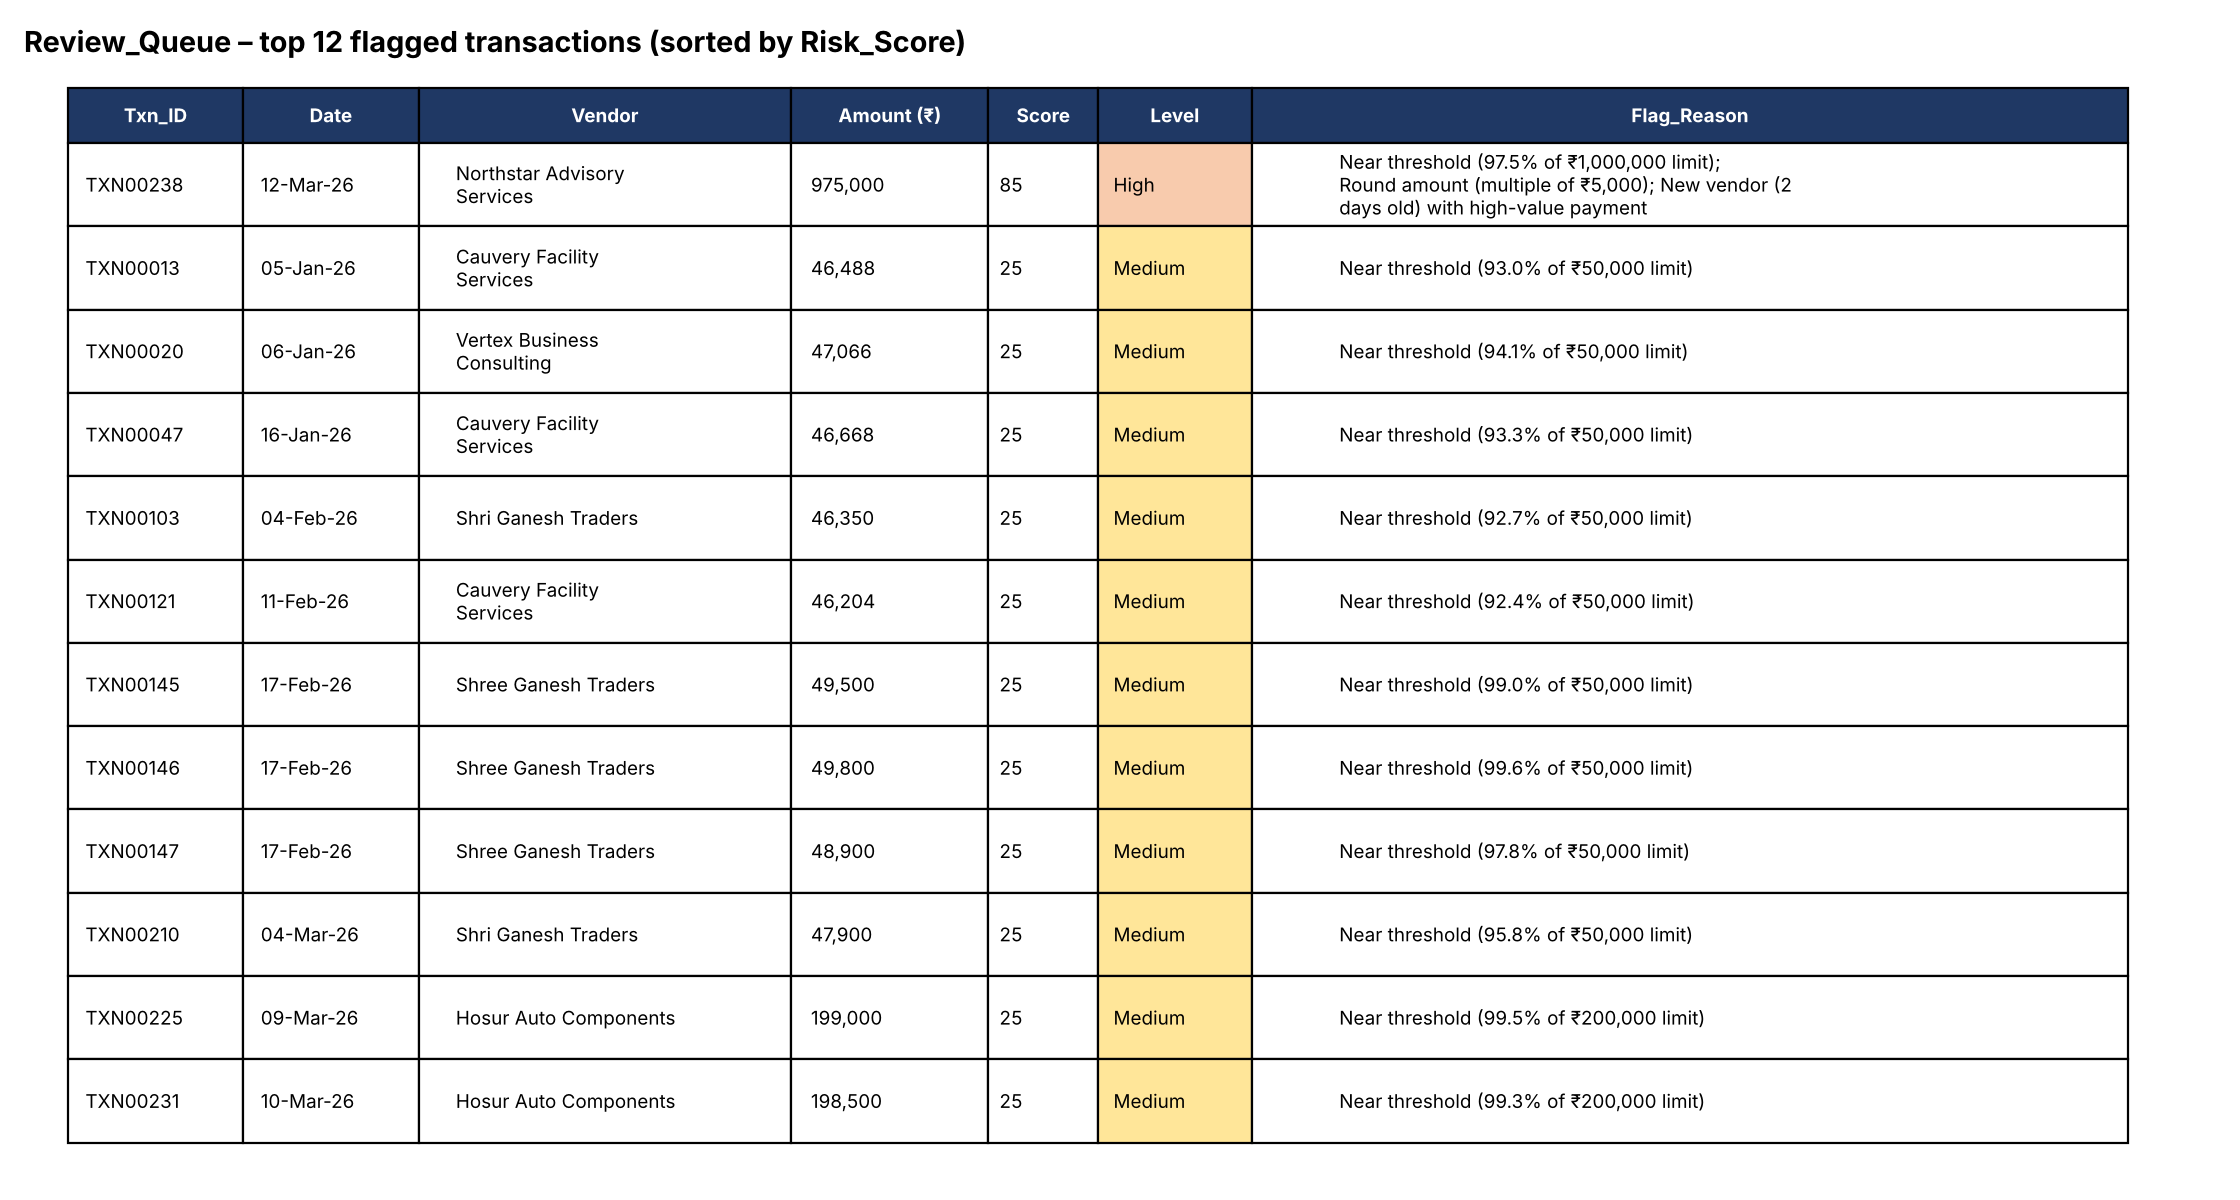 Review_Queue – top 12 flagged transactions (sorted by Risk_Score)
Txn_ID Date Vendor Amount (₹) Score Level Flag_Reason
TXN00238 12-Mar-26 Northstar Advisory Services 975,000 85 High Near threshold (97.5% of ₹1,000,000 limit); Round amount (multiple of ₹5,000); New vendor (2 days old) with high-value payment
TXN00013 05-Jan-26 Cauvery Facility Services 46,488 25 Medium Near threshold (93.0% of ₹50,000 limit)
TXN00020 06-Jan-26 Vertex Business Consulting 47,066 25 Medium Near threshold (94.1% of ₹50,000 limit)
TXN00047 16-Jan-26 Cauvery Facility Services 46,668 25 Medium Near threshold (93.3% of ₹50,000 limit)
TXN00103 04-Feb-26 Shri Ganesh Traders 46,350 25 Medium Near threshold (92.7% of ₹50,000 limit)
TXN00121 11-Feb-26 Cauvery Facility Services 46,204 25 Medium Near threshold (92.4% of ₹50,000 limit)
TXN00145 17-Feb-26 Shree Ganesh Traders 49,500 25 Medium Near threshold (99.0% of ₹50,000 limit)
TXN00146 17-Feb-26 Shree Ganesh Traders 49,800 25 Medium Near threshold (99.6% of ₹50,000 limit)
TXN00147 17-Feb-26 Shree Ganesh Traders 48,900 25 Medium Near threshold (97.8% of ₹50,000 limit)
TXN00210 04-Mar-26 Shri Ganesh Traders 47,900 25 Medium Near threshold (95.8% of ₹50,000 limit)
TXN00225 09-Mar-26 Hosur Auto Components 199,000 25 Medium Near threshold (99.5% of ₹200,000 limit)
TXN00231 10-Mar-26 Hosur Auto Components 198,500 25 Medium Near threshold (99.3% of ₹200,000 limit)